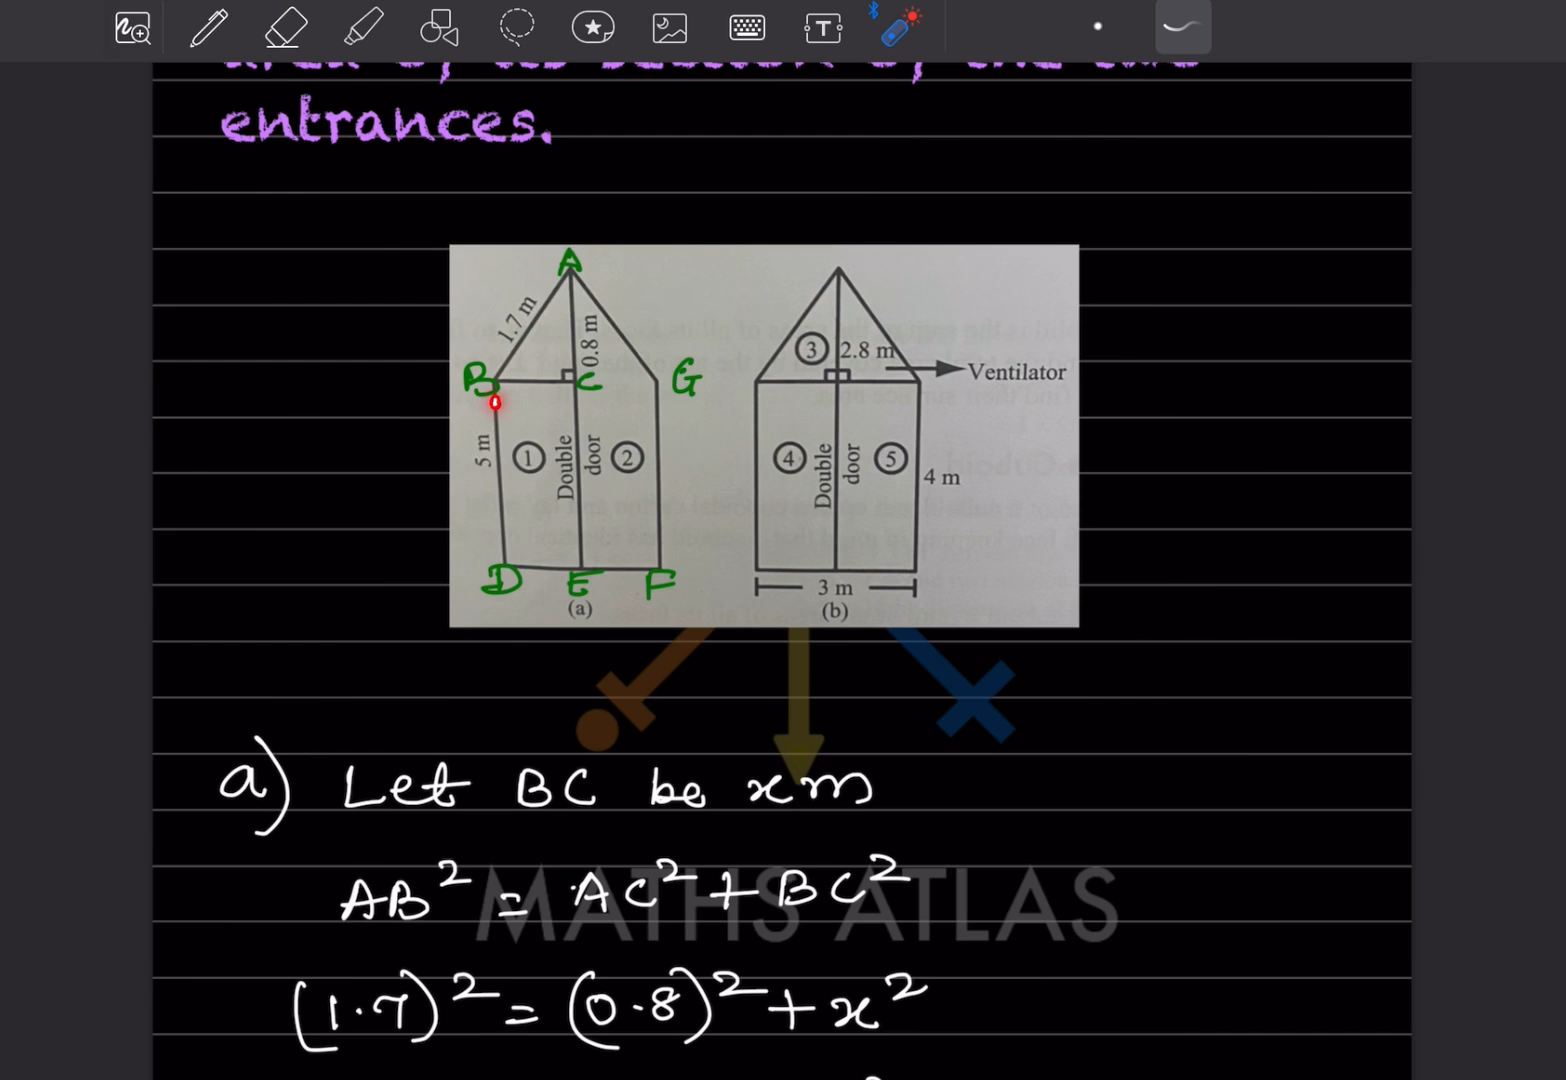 entrances.
A
1.7 m
0.8 m
B
C
G
5 m
1
Double
door
2
D
E
F
(a)
3
2.8 m
Ventilator
4
Double
door
5
4 m
3 m
(b)
a) Let BC be x m
AB² = AC² + BC²
MATHS ATLAS
(1.7)² = (0.8)² + x²